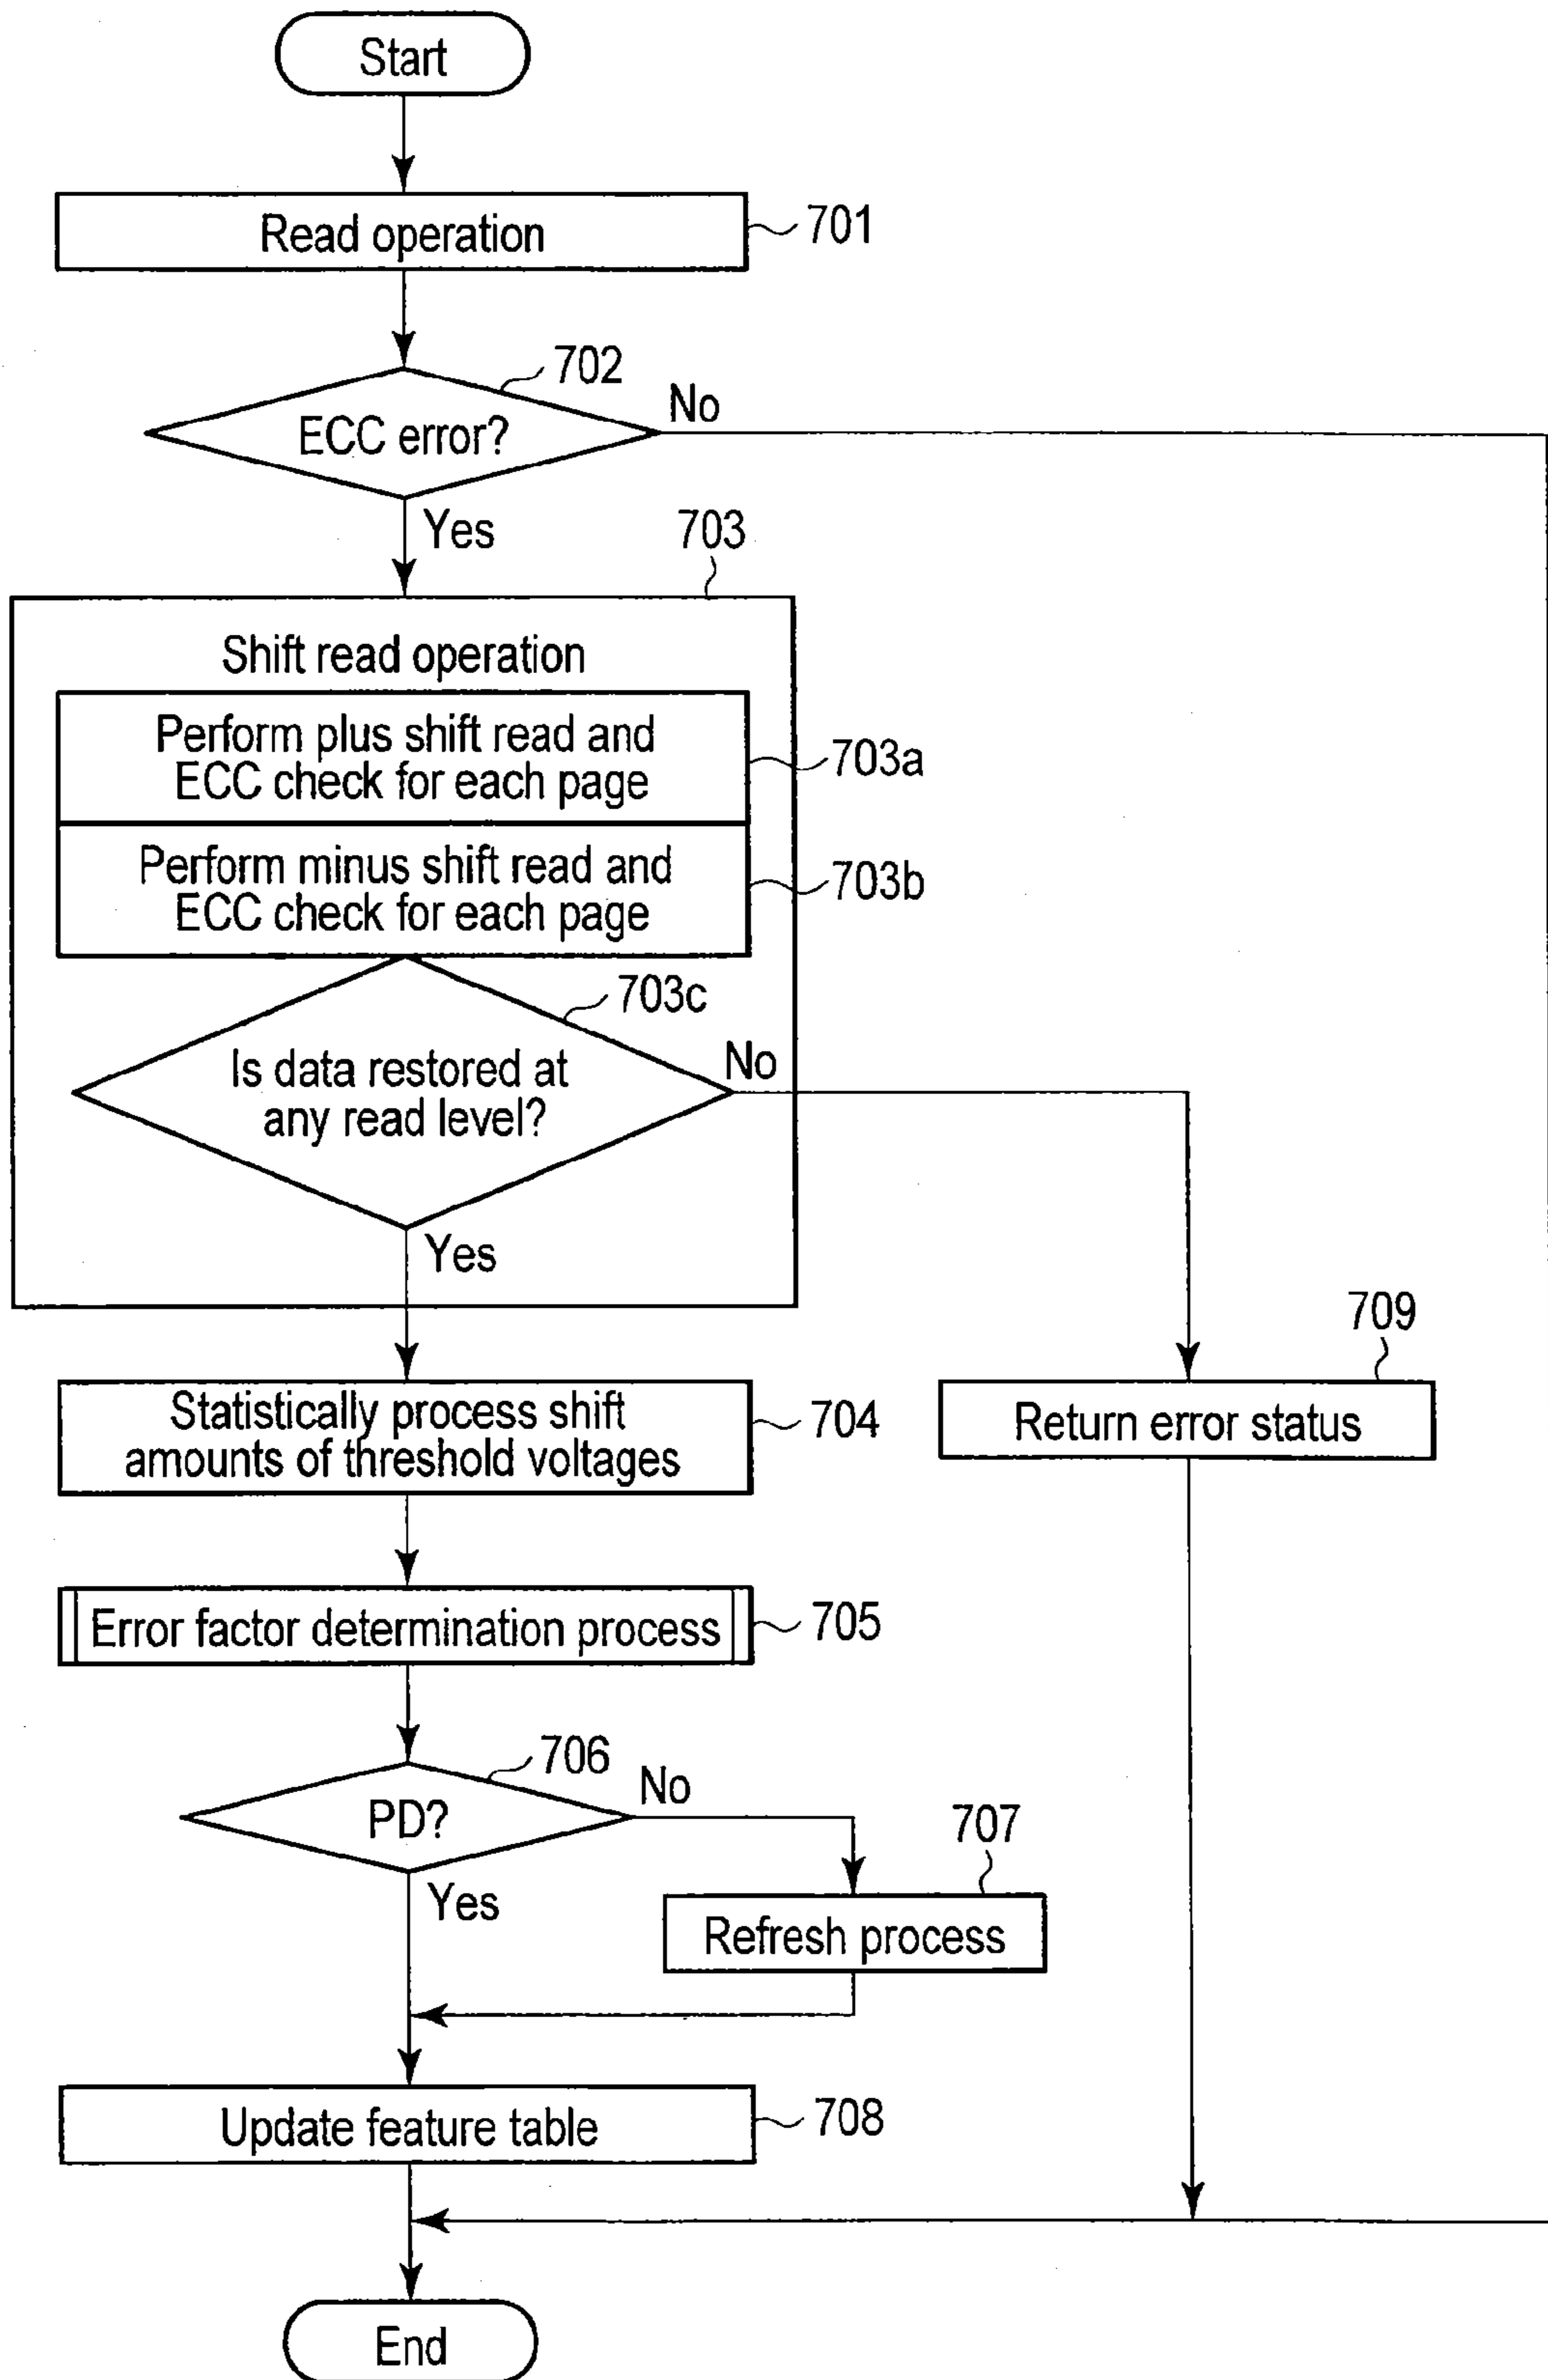 Start
Read operation
701
702
ECC error?
No
Yes
703
Shift read operation
Perform plus shift read and
ECC check for each page
703a
Perform minus shift read and
ECC check for each page
703b
703c
Is data restored at
any read level?
No
Yes
709
Statistically process shift
amounts of threshold voltages
704
Return error status
Error factor determination process
705
706
PD?
No
707
Yes
Refresh process
Update feature table
708
End